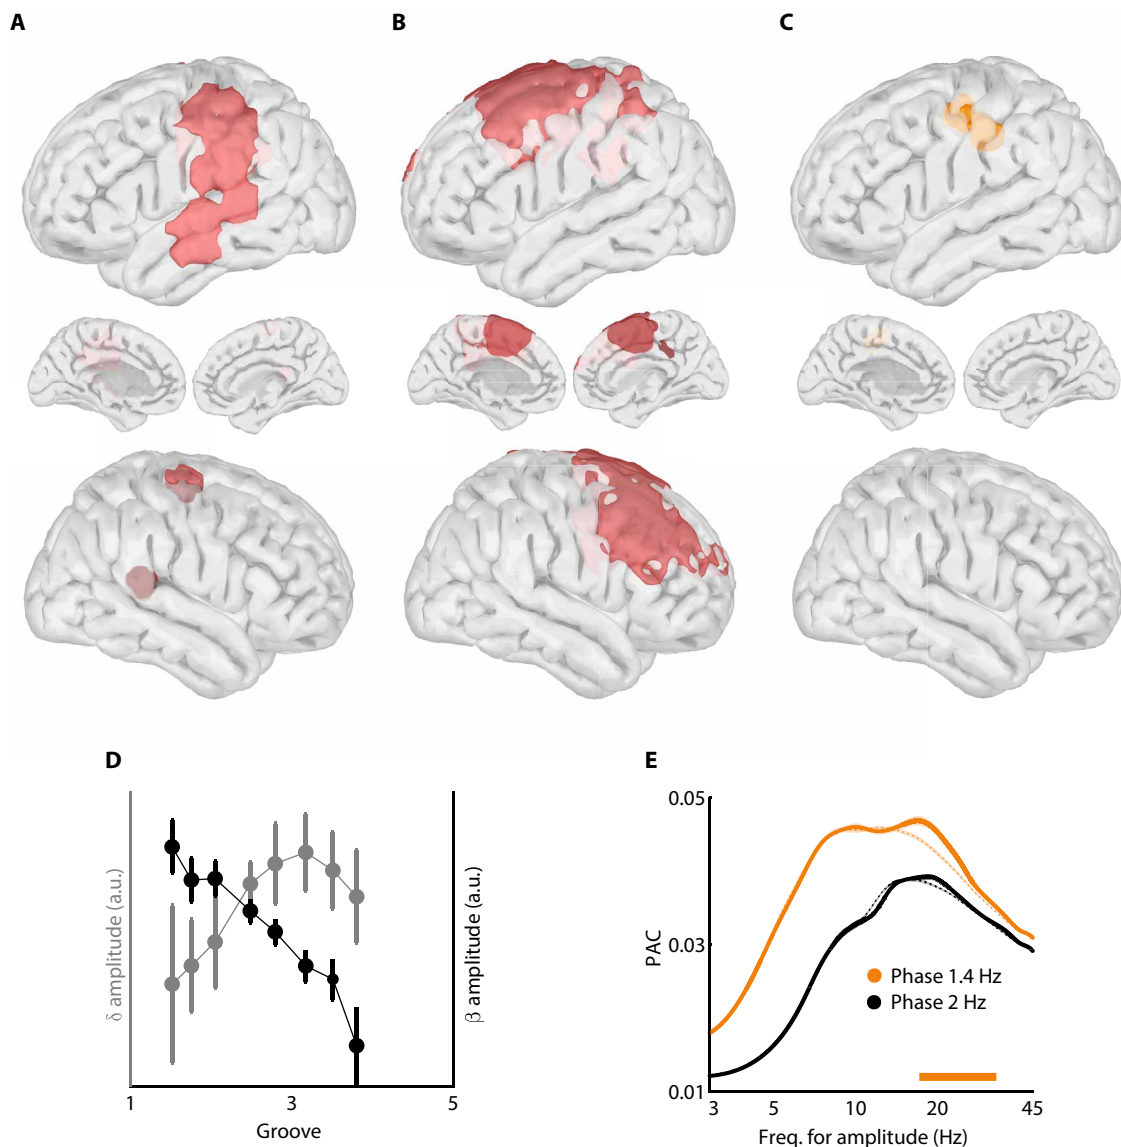 A
B
C
D
δ amplitude (a.u.)
β amplitude (a.u.)
1
3
5
Groove
E
0.05
0.03
0.01
PAC
Phase 1.4 Hz
Phase 2 Hz
3
5
10
20
45
Freq. for amplitude (Hz)